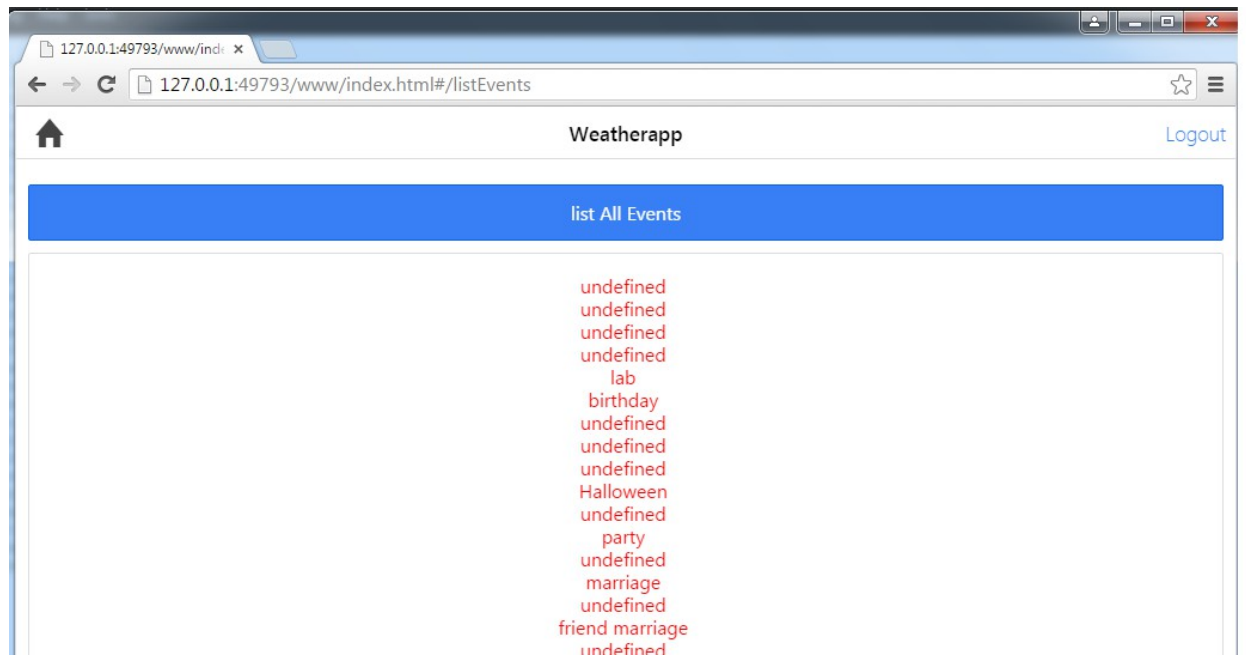 127.0.0.1:49793/www/inde
127.0.0.1:49793/www/index.html#/listEvents
Weatherapp
Logout
list All Events
undefined
undefined
undefined
undefined
lab
birthday
undefined
undefined
undefined
Halloween
undefined
party
undefined
marriage
undefined
friend marriage
undefined